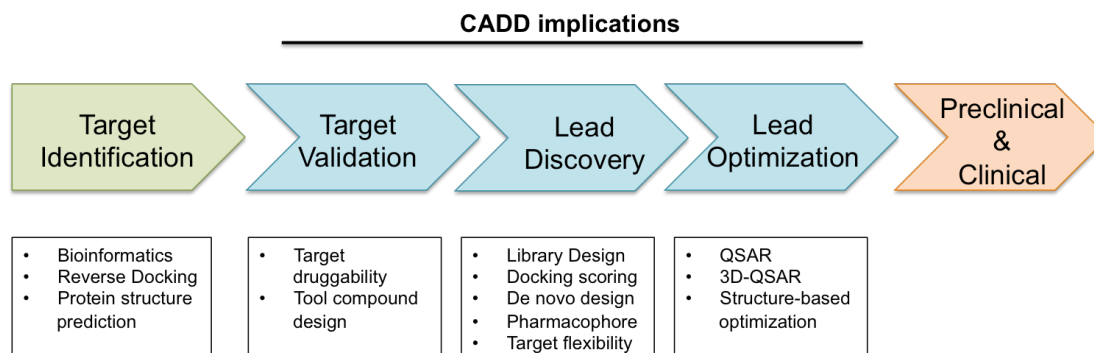 CADD implications
Target
Identification
Target
Validation
Lead
Discovery
Lead
Optimization
Preclinical
&
Clinical
• Bioinformatics
• Reverse Docking
• Protein structure
prediction
• Target
druggability
• Tool compound
design
• Library Design
• Docking scoring
• De novo design
• Pharmacophore
• Target flexibility
• QSAR
• 3D-QSAR
• Structure-based
optimization